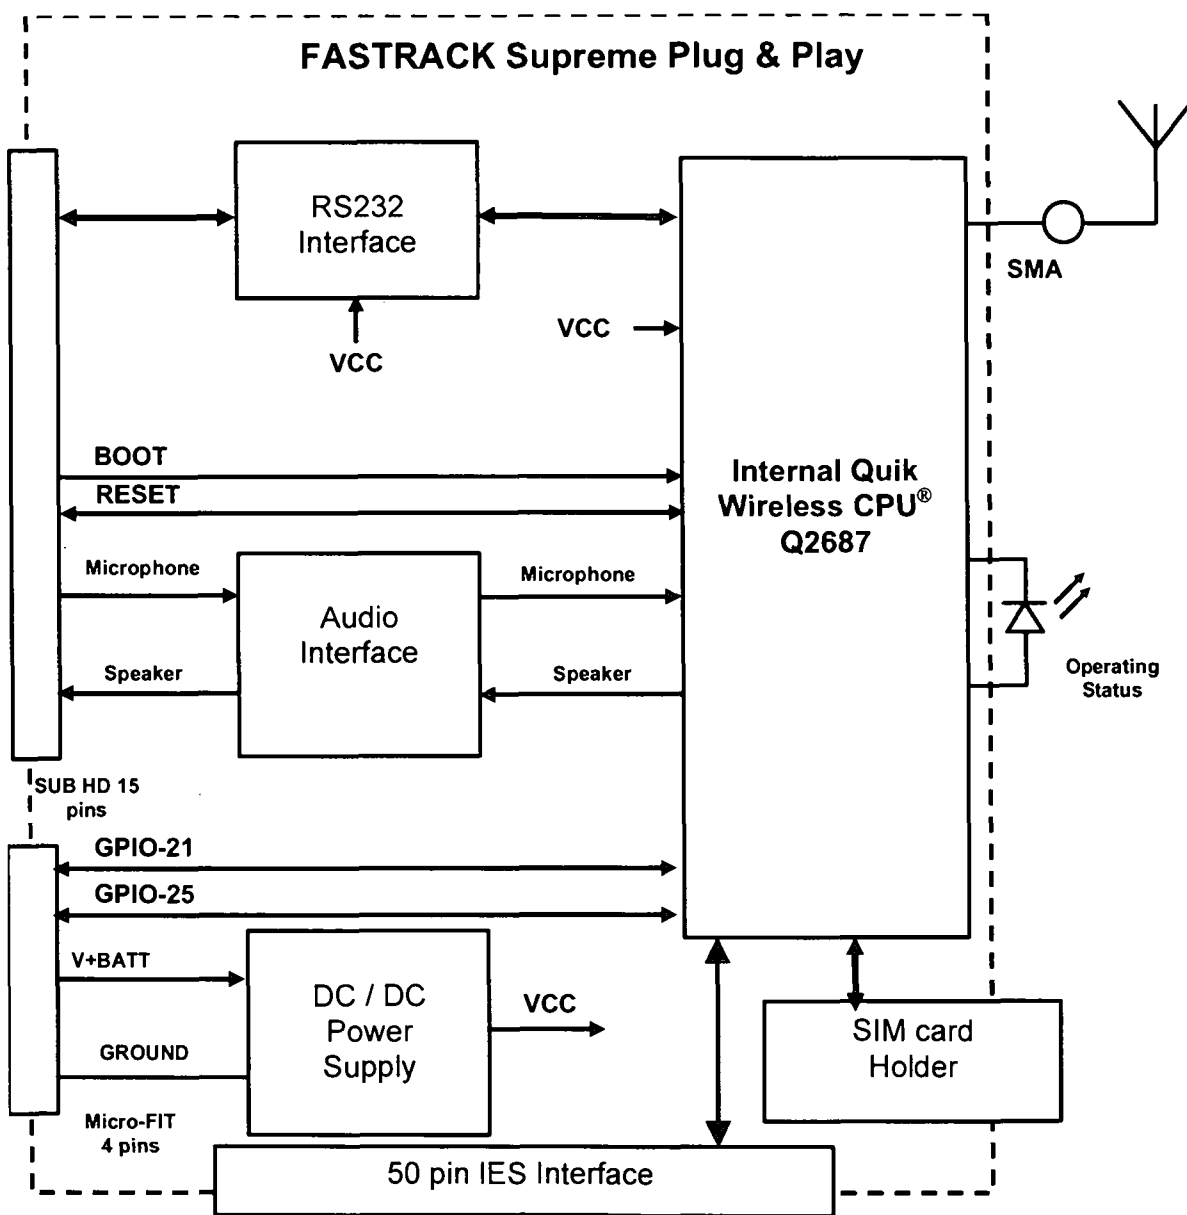 FASTRACK Supreme Plug & Play
RS232
Interface
SMA
VCC
VCC
BOOT
RESET
Internal Quik
Wireless CPU®
Q2687
Microphone
Microphone
Audio
Interface
Speaker
Speaker
Operating
Status
SUB HD 15
pins
GPIO-21
GPIO-25
V+BATT
DC / DC
Power
Supply
VCC
GROUND
SIM card
Holder
Micro-FIT
4 pins
50 pin IES Interface